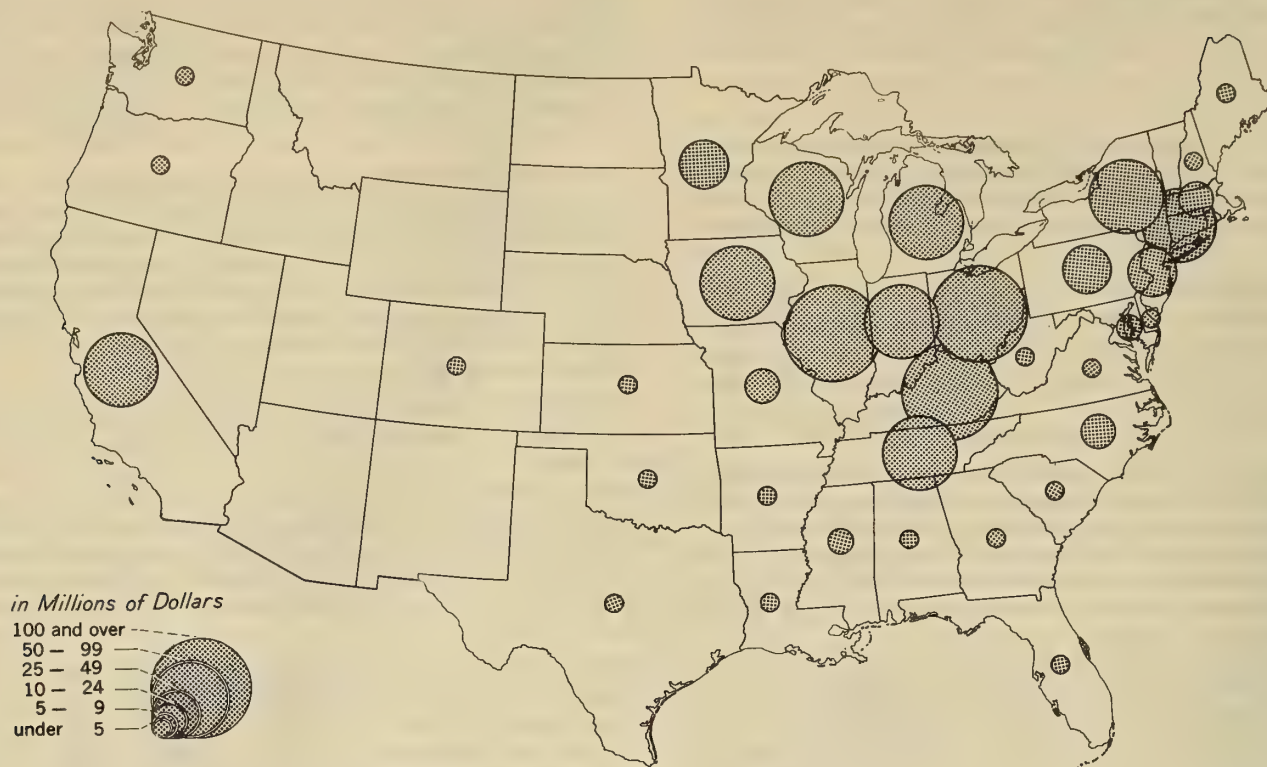 in Millions of Dollars
100 and over
50 – 99
25 – 49
10 – 24
5 – 9
under 5